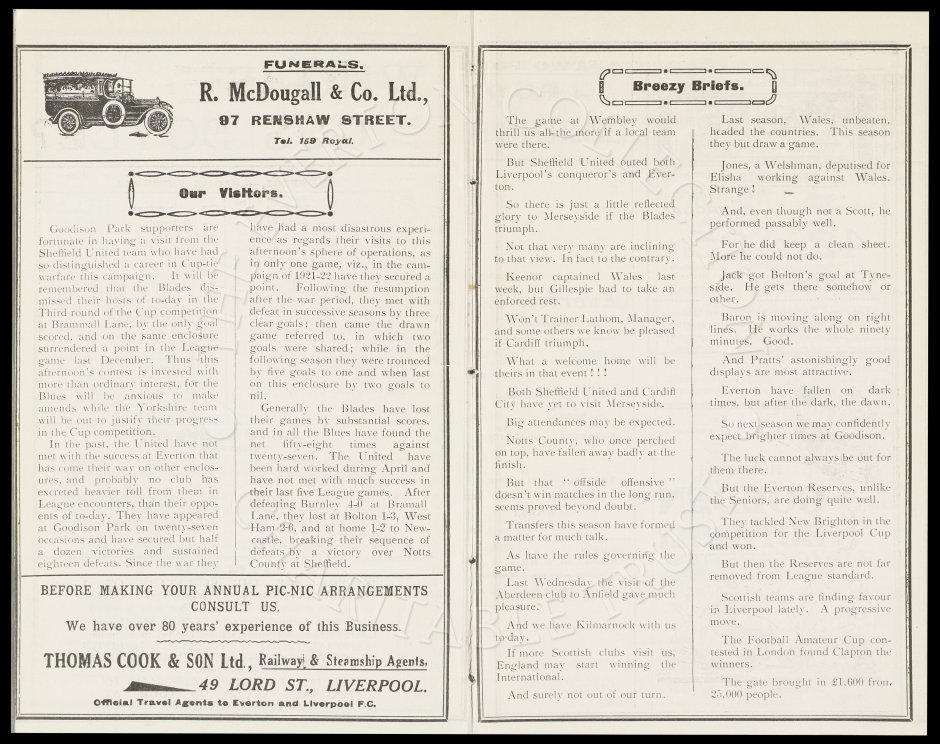 FUNERALS.
R. McDougall & Co. Ltd.,
97 RENSHAW STREET.
Tel. 159 Royal.
Our Visitors.
Goodison Park supporters are
fortunate in having a visit from the
Sheffield United team who have had
so distinguished a career in Cup-tie
warfare this campaign. It will be
remembered that the Blades dis-
missed their hosts of to-day in the
Third round of the Cup competition
at Brammall Lane, by the only goal
scored, and on the same enclosure
surrendered a point in the League
game last December. Thus this
afternoon's contest is invested with
more than ordinary interest, for the
Blues will be anxious to make
amends while the Yorkshire team
will be out to justify their progress
in the Cup competition.
In the past, the United have not
met with the success at Everton that
has come their way on other enclos-
ures, and probably no club has
excreted heavier toll from them in
League encounters, than their oppo-
ents of to-day. They have appeared
at Goodison Park on twenty-seven
occasions and have secured but half
a dozen victories and sustained
eighteen defeats. Since the war they
have had a most disastrous experi-
ence as regards their visits to this
afternoon's sphere of operations, as
in only one game, viz., in the cam-
paign of 1921-22 have they secured a
point. Following the resumption
after the war period, they met with
defeat in successive seasons by three
clear goals; then came the drawn
game referred to, in which two
goals were shared; while in the
following season they were trounced
by five goals to one and when last
on this enclosure by two goals to
nil.
Generally the Blades have lost
their games by substantial scores,
and in all the Blues have found the
net fifty-eight times against
twenty-seven. The United have
been hard worked during April and
have not met with much success in
their last five League games. After
defeating Burnley 4-0 at Bramall
Lane, they lost at Bolton 1-3, West
Ham 2-6, and at home 1-2 to New-
castle, breaking their sequence of
defeats by a victory over Notts
County at Sheffield.
BEFORE MAKING YOUR ANNUAL PIC-NIC ARRANGEMENTS
CONSULT US.
We have over 80 years' experience of this Business.
THOMAS COOK & SON Ltd., Railway & Steamship Agents,
49 LORD ST., LIVERPOOL.
Official Travel Agents to Everton and Liverpool F.C.
Breezy Briefs.
The game at Wembley would
thrill us all the more if a local team
were there.
But Sheffield United outed both
Liverpool's conqueror's and Ever-
ton.
So there is just a little reflected
glory to Merseyside if the Blades
triumph.
Not that very many are inclining
to that view. In fact to the contrary.
Keenor captained Wales last
week, but Gillespie had to take an
enforced rest.
Won't Trainer Lathom, Manager,
and some others we know be pleased
if Cardiff triumph.
What a welcome home will be
theirs in that event!!!
Both Sheffield United and Cardiff
City have yet to visit Merseyside.
Big attendances may be expected.
Notts County, who once perched
on top, have fallen away badly at the
finish.
But that "offside offensive"
doesn't win matches in the long run,
seems proved beyond doubt.
Transfers this season have formed
a matter for much talk.
As have the rules governing the
game.
Last Wednesday the visit of the
Aberdeen club to Anfield gave much
pleasure.
And we have Kilmarnock with us
to-day.
If more Scottish clubs visit us,
England may start winning the
International.
And surely not out of our turn.
Last season, Wales, unbeaten,
headed the countries. This season
they but draw a game.
Jones, a Welshman, deputised for
Elisha working against Wales.
Strange!
And, even though not a Scott, he
performed passably well.
For he did keep a clean sheet.
More he could not do.
Jack got Bolton's goal at Tyne-
side. He gets there somehow or
other.
Baron is moving along on right
lines. He works the whole ninety
minutes. Good.
And Pratts' astonishingly good
displays are most attractive.
Everton have fallen on dark
times, but after the dark, the dawn.
So next season we may confidently
expect brighter times at Goodison.
The luck cannot always be out for
them there.
But the Everton Reserves, unlike
the Seniors, are doing quite well.
They tackled New Brighton in the
competition for the Liverpool Cup
and won.
But then the Reserves are not far
removed from League standard.
Scottish teams are finding favour
in Liverpool lately. A progressive
move.
The Football Amateur Cup con-
tested in London found Clapton the
winners.
The gate brought in £1,600 from
25,000 people.